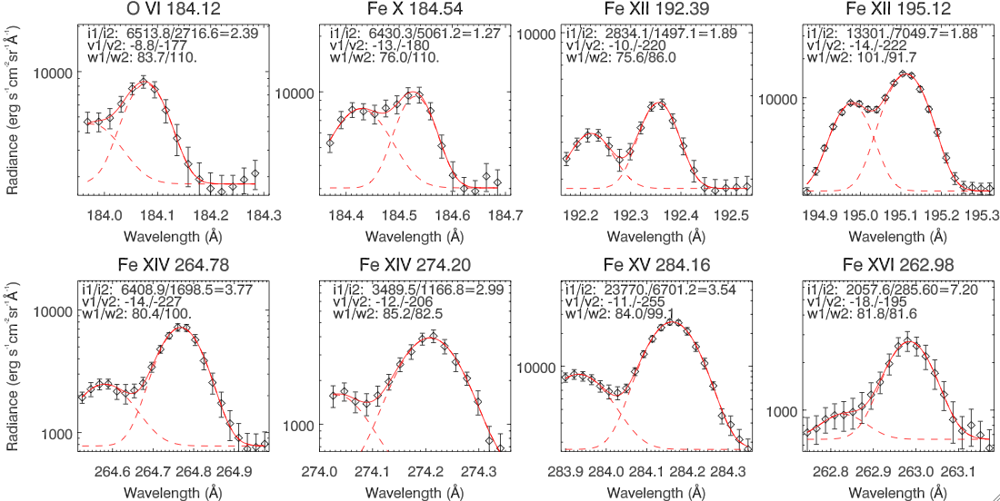 O VI 184.12
Fe X 184.54
Fe XII 192.39
Fe XII 195.12
i1/i2: 6513.8/2716.6=2.39
v1/v2: -8.8/-177
w1/w2: 83.7/110.
i1/i2: 6430.3/5061.2=1.27
v1/v2: -13./-180
w1/w2: 76.0/110.
i1/i2: 2834.1/1497.1=1.89
v1/v2: -10./-220
w1/w2: 75.6/86.0
i1/i2: 13301./7049.7=1.88
v1/v2: -14./-222
w1/w2: 101./91.7
Radiance (erg s⁻¹cm⁻²sr⁻¹Å⁻¹)
10000
10000
10000
10000
184.0 184.1 184.2 184.3
184.4 184.5 184.6 184.7
192.2 192.3 192.4 192.5
194.9 195.0 195.1 195.2 195.3
Wavelength (Å)
Wavelength (Å)
Wavelength (Å)
Wavelength (Å)
Fe XIV 264.78
Fe XIV 274.20
Fe XV 284.16
Fe XVI 262.98
i1/i2: 6408.9/1698.5=3.77
v1/v2: -14./-227
w1/w2: 80.4/100.
i1/i2: 3489.5/1166.8=2.99
v1/v2: -12./-206
w1/w2: 85.2/82.5
i1/i2: 23770./6701.2=3.54
v1/v2: -11./-255
w1/w2: 84.0/99.1
i1/i2: 2057.6/285.60=7.20
v1/v2: -18./-195
w1/w2: 81.8/81.6
Radiance (erg s⁻¹cm⁻²sr⁻¹Å⁻¹)
10000
1000
1000
10000
1000
264.6 264.7 264.8 264.9
274.0 274.1 274.2 274.3
283.9 284.0 284.1 284.2 284.3
262.8 262.9 263.0 263.1
Wavelength (Å)
Wavelength (Å)
Wavelength (Å)
Wavelength (Å)